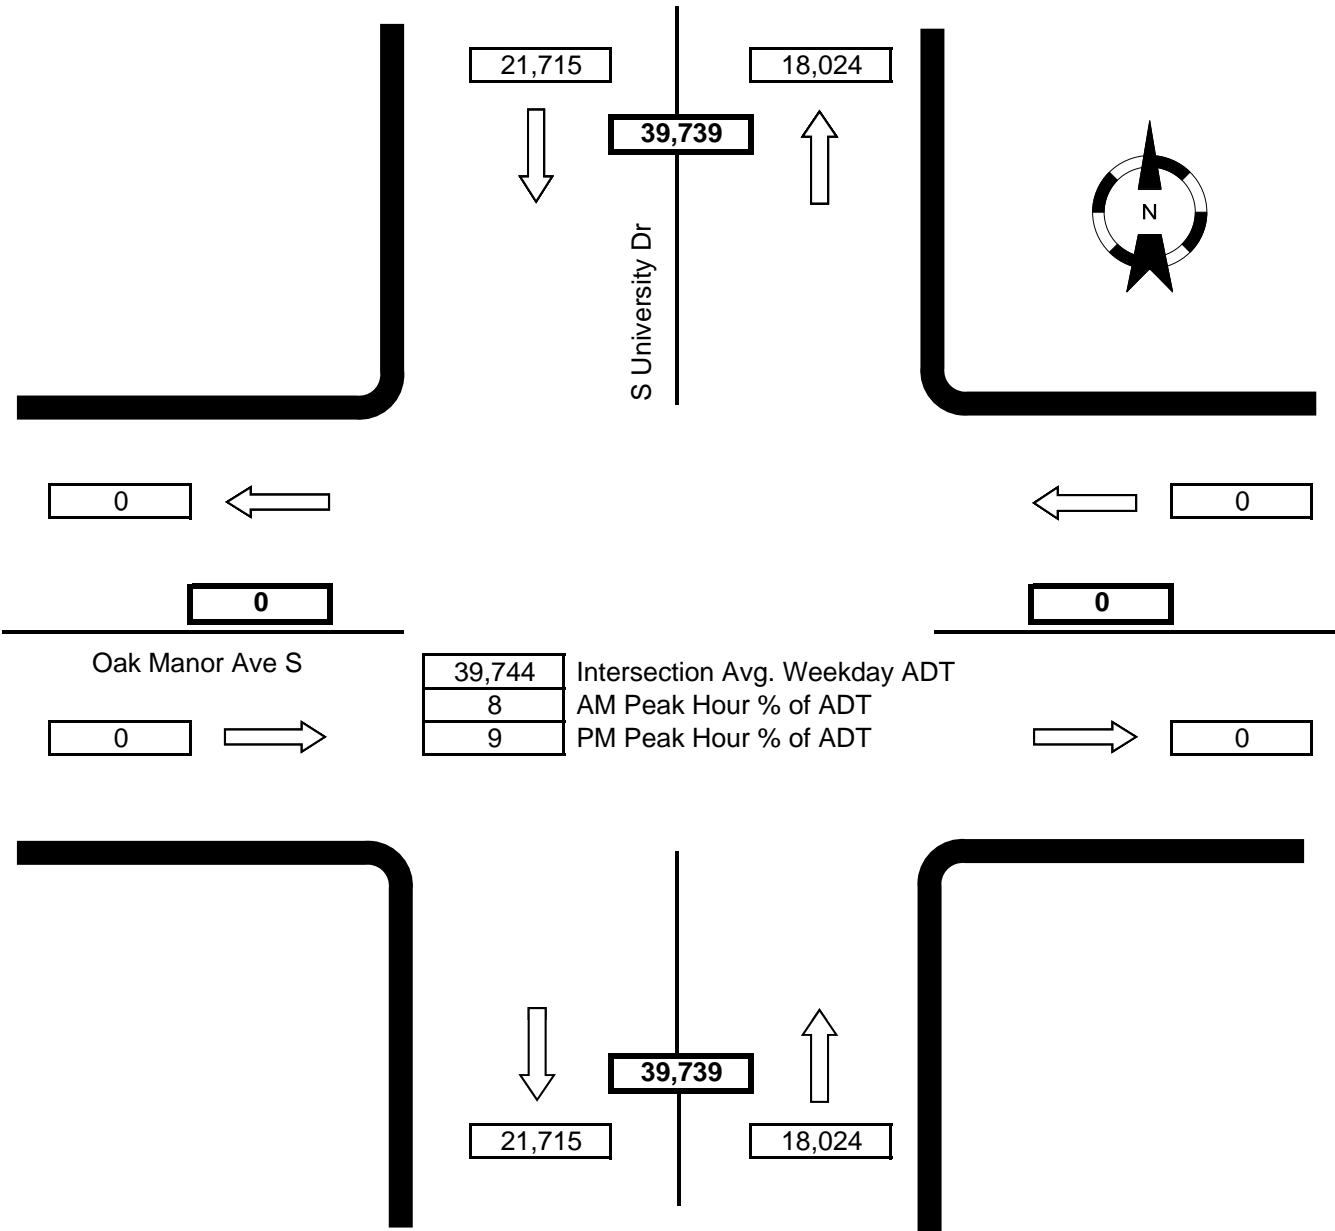 21,715 18,024
39,739
N
S University Dr
0 0
0 0
Oak Manor Ave S
39,744 Intersection Avg. Weekday ADT
8 AM Peak Hour % of ADT
0 9 PM Peak Hour % of ADT 0
39,739
21,715 18,024